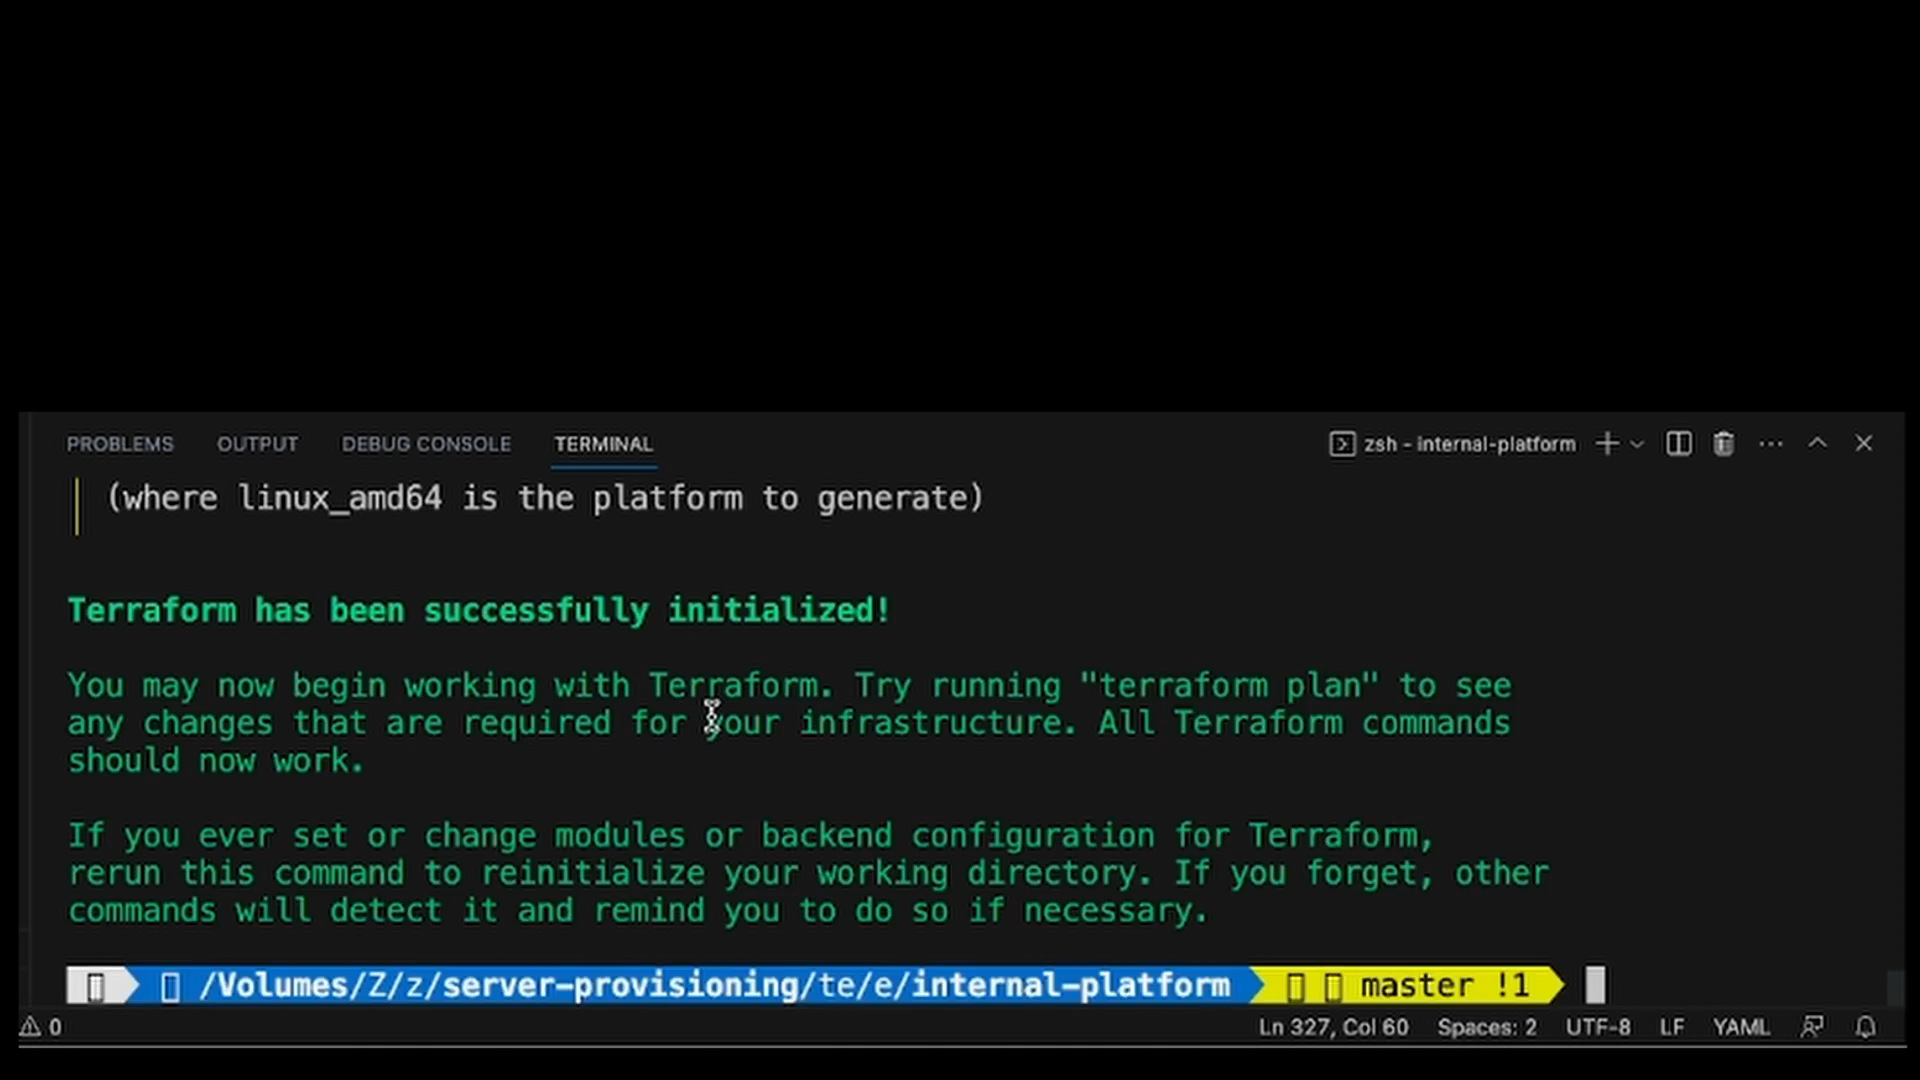 PROBLEMS OUTPUT DEBUG CONSOLE TERMINAL zsh - internal-platform
(where linux_amd64 is the platform to generate)
Terraform has been successfully initialized!
You may now begin working with Terraform. Try running "terraform plan" to see
any changes that are required for your infrastructure. All Terraform commands
should now work.
If you ever set or change modules or backend configuration for Terraform,
rerun this command to reinitialize your working directory. If you forget, other
commands will detect it and remind you to do so if necessary.
/Volumes/Z/z/server-provisioning/te/e/internal-platform master !1
0 Ln 327, Col 60 Spaces: 2 UTF-8 LF YAML